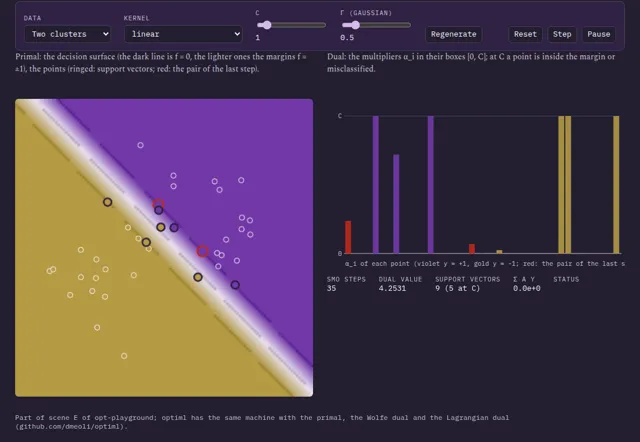 DATA
KERNEL
C
Γ (GAUSSIAN)
Two clusters
linear
1
0.5
Regenerate
Reset
Step
Pause
Primal: the decision surface (the dark line is f = 0, the lighter ones the margins f =
±1), the points (ringed: support vectors; red: the pair of the last step).
Dual: the multipliers α_i in their boxes [0, C]; at C a point is inside the margin or
misclassified.
C
0
α_i of each point (violet y = +1, gold y = −1; red: the pair of the last s
SMO STEPS
35
DUAL VALUE
4.2531
SUPPORT VECTORS
9 (5 at C)
Σ Α Y
0.0e+0
STATUS
Part of scene E of opt-playground; optiml has the same machine with the primal, the Wolfe dual and the Lagrangian dual
(github.com/dmeoli/optiml).